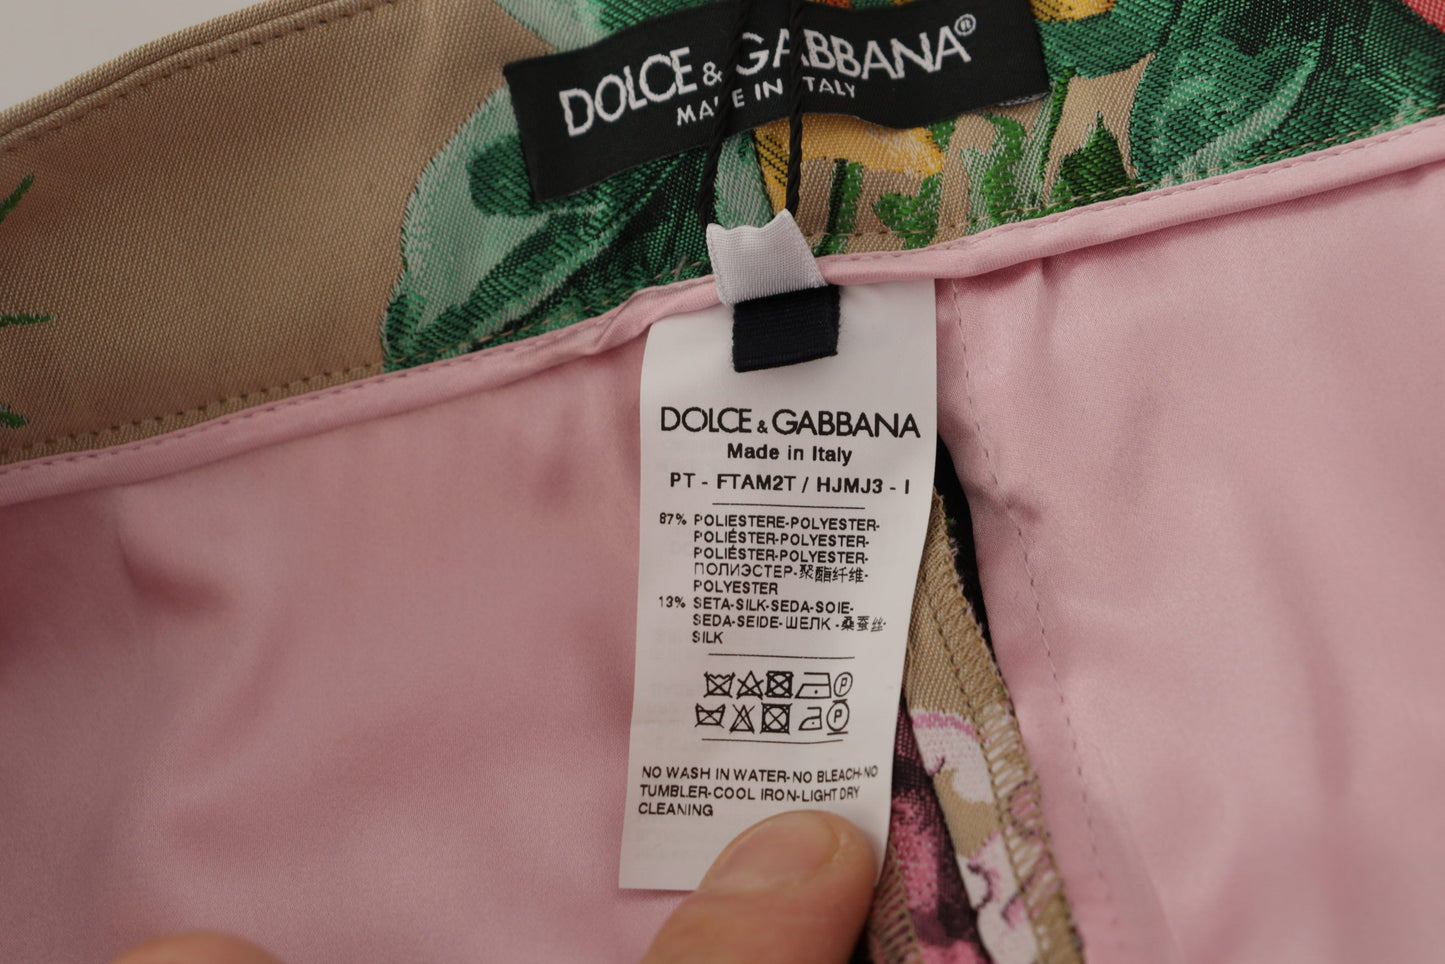 DOLCE & GABBANA®
MADE IN ITALY
DOLCE & GABBANA
Made in Italy
PT - FTAM2T / HJMJ3 - I
87% POLIESTERE-POLYESTER-
POLIÉSTER-POLYESTER-
POLIÉSTER-POLYESTER-
ПОЛИЭСТЕР-聚酯纤维-
POLYESTER
13% SETA-SILK-SEDA-SOIE-
SEDA-SEIDE-ШЕЛК -桑蚕丝-
SILK
P
P
NO WASH IN WATER-NO BLEACH-NO
TUMBLER-COOL IRON-LIGHT DRY
CLEANING